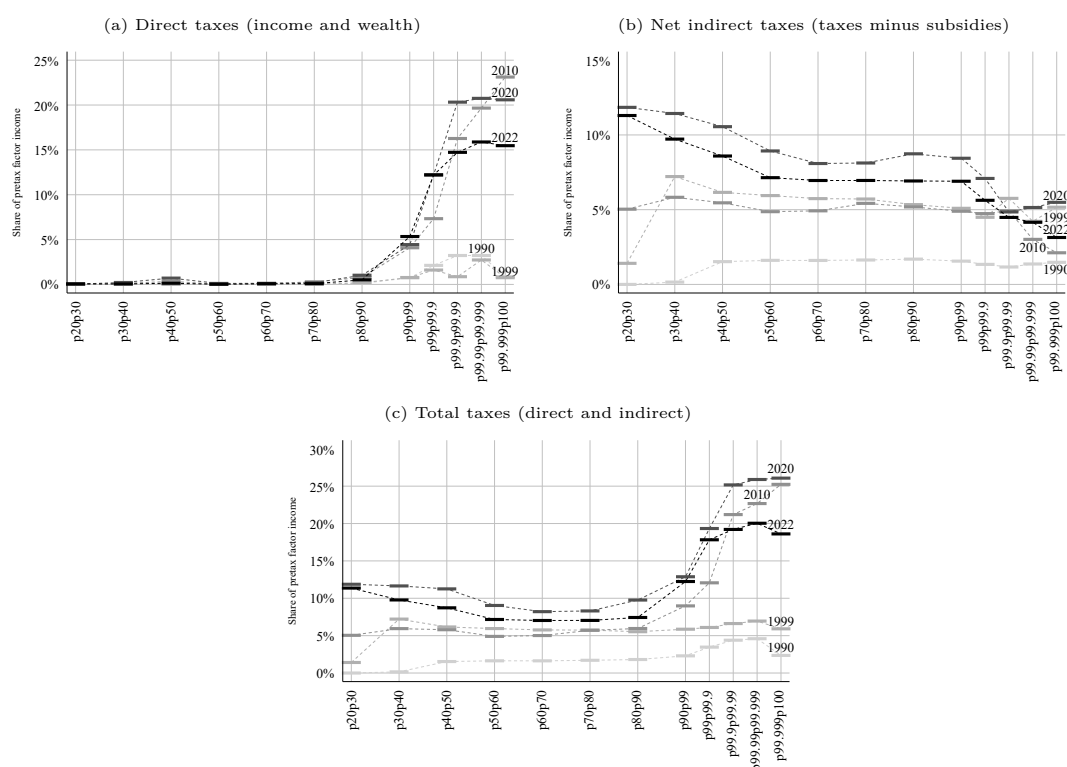 (a) Direct taxes (income and wealth)
Share of pretax factor income
25%
20%
15%
10%
5%
0%
2010
2020
2022
1990
1999
p20p30
p30p40
p40p50
p50p60
p60p70
p70p80
p80p90
p90p99
p99p99.9
p99.9p99.99
p99.99p99.999
p99.999p100
(b) Net indirect taxes (taxes minus subsidies)
Share of pretax factor income
15%
10%
5%
0%
2020
1999
2022
2010
1990
p20p30
p30p40
p40p50
p50p60
p60p70
p70p80
p80p90
p90p99
p99p99.9
p99.9p99.99
p99.99p99.999
p99.999p100
(c) Total taxes (direct and indirect)
Share of pretax factor income
30%
25%
20%
15%
10%
5%
0%
2020
2010
2022
1999
1990
p20p30
p30p40
p40p50
p50p60
p60p70
p70p80
p80p90
p90p99
p99p99.9
p99.9p99.99
99.99p99.999
p99.999p100